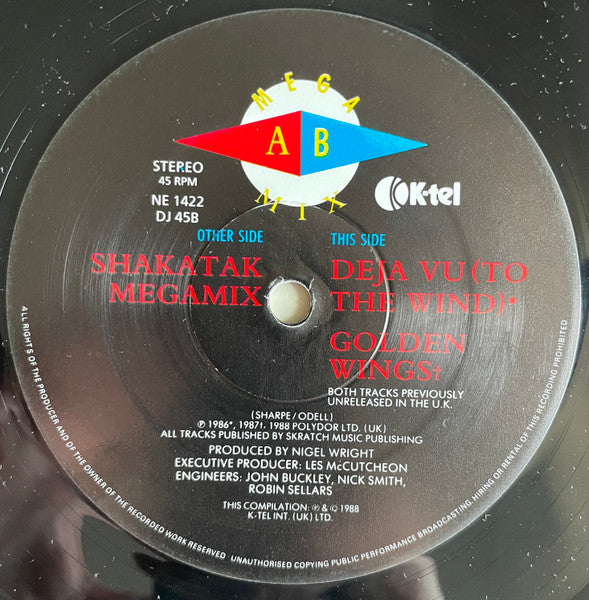 MEGA
A B
MIX
STEREO
45 RPM
NE 1422
DJ 45B
K-tel
OTHER SIDE
SHAKATAK
MEGAMIX
THIS SIDE
DEJA VU (TO
THE WIND)*
GOLDEN
WINGS†
BOTH TRACKS PREVIOUSLY
UNRELEASED IN THE U.K.
(SHARPE/ODELL)
℗ 1986*, 1987†, 1988 POLYDOR LTD. (UK)
ALL TRACKS PUBLISHED BY SKRATCH MUSIC PUBLISHING
PRODUCED BY NIGEL WRIGHT
EXECUTIVE PRODUCER: LES McCUTCHEON
ENGINEERS: JOHN BUCKLEY, NICK SMITH,
ROBIN SELLARS
THIS COMPILATION: ℗ & © 1988
K-TEL INT. (UK) LTD.
ALL RIGHTS OF THE PRODUCER AND OF THE OWNER OF THE RECORDED WORK RESERVED UNAUTHORISED COPYING PUBLIC PERFORMANCE BROADCASTING HIRING OR RENTAL OF THIS RECORDING PROHIBITED